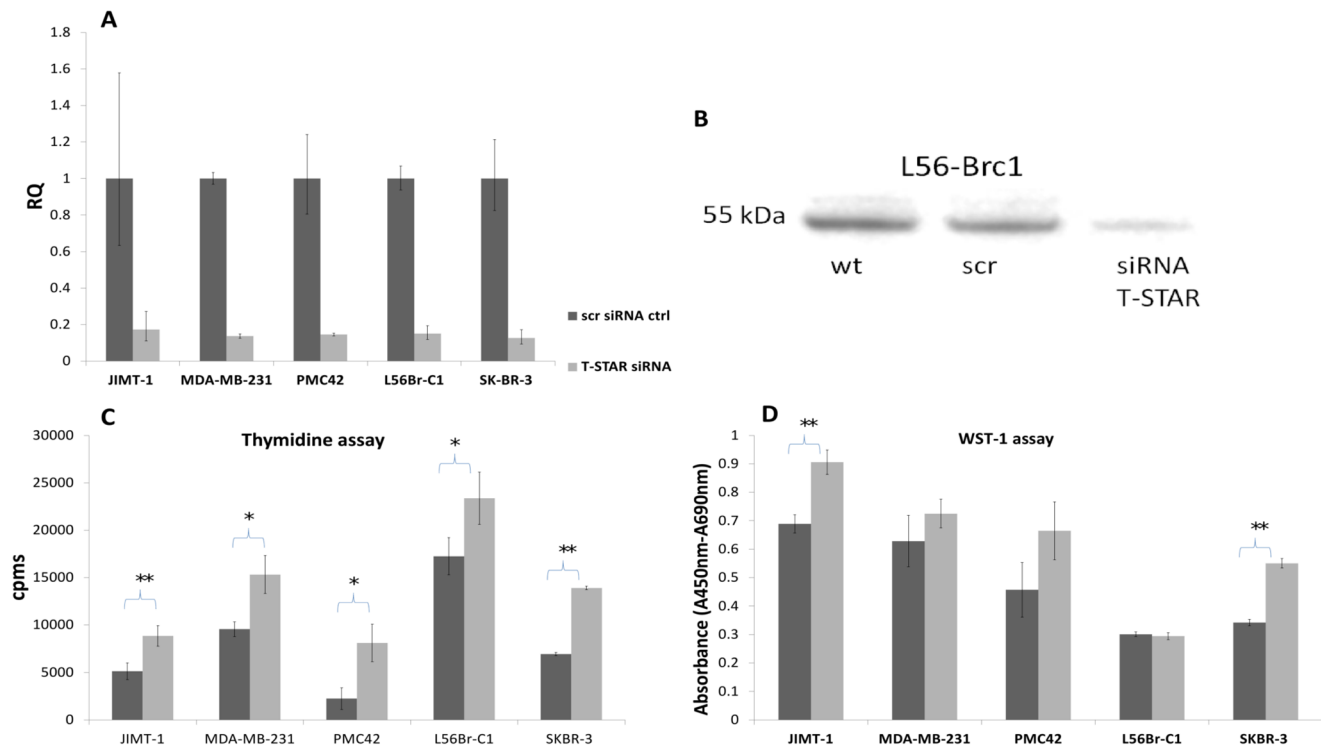 A
1.8
1.6
1.4
1.2
1
0.8
0.6
0.4
0.2
0
RQ
JIMT-1 MDA-MB-231 PMC42 L56Br-C1 SK-BR-3
scr siRNA ctrl
T-STAR siRNA
B
L56-Brc1
55 kDa
wt scr siRNA
T-STAR
C
Thymidine assay
30000
25000
20000
15000
10000
5000
0
cpms
** * * * **
JIMT-1 MDA-MB-231 PMC42 L56Br-C1 SKBR-3
D
WST-1 assay
1
0.9
0.8
0.7
0.6
0.5
0.4
0.3
0.2
0.1
0
Absorbance (A450nm-A690nm)
** **
JIMT-1 MDA-MB-231 PMC42 L56Br-C1 SKBR-3